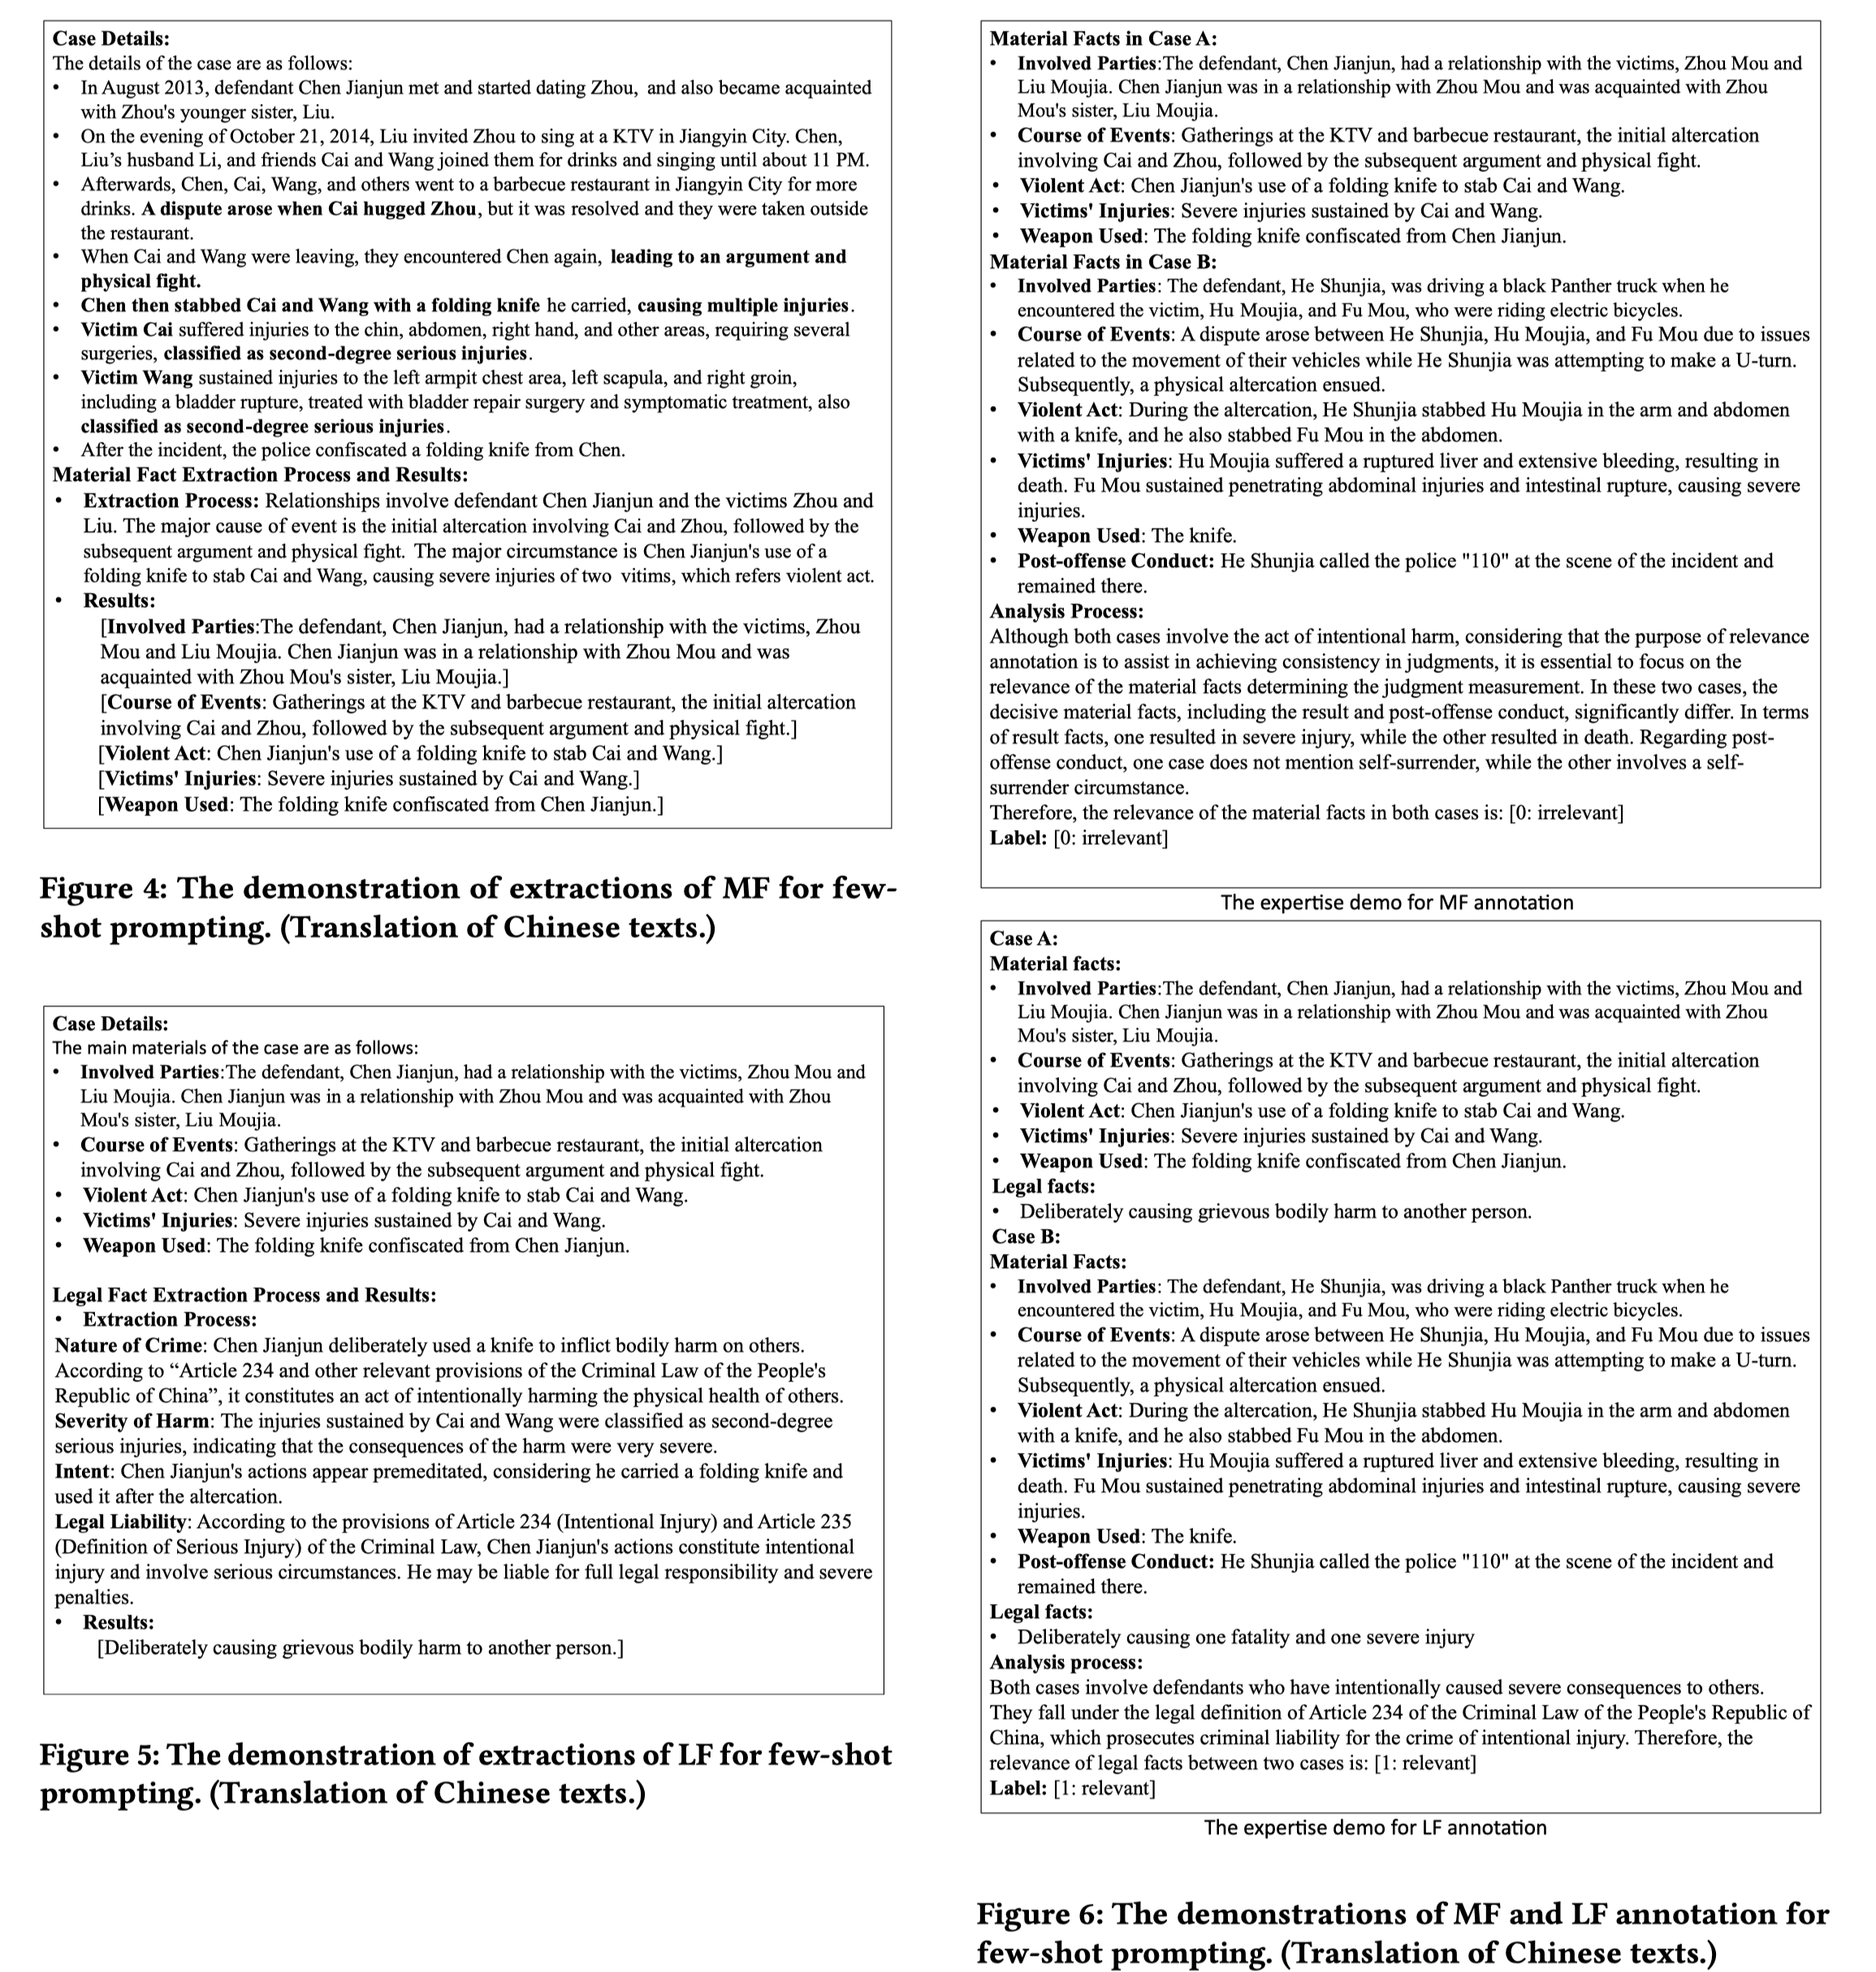 Case Details:
The details of the case are as follows:
• In August 2013, defendant Chen Jianjun met and started dating Zhou, and also became acquainted
with Zhou's younger sister, Liu.
• On the evening of October 21, 2014, Liu invited Zhou to sing at a KTV in Jiangyin City. Chen,
Liu's husband Li, and friends Cai and Wang joined them for drinks and singing until about 11 PM.
• Afterwards, Chen, Cai, Wang, and others went to a barbecue restaurant in Jiangyin City for more
drinks. A dispute arose when Cai hugged Zhou, but it was resolved and they were taken outside
the restaurant.
• When Cai and Wang were leaving, they encountered Chen again, leading to an argument and
physical fight.
• Chen then stabbed Cai and Wang with a folding knife he carried, causing multiple injuries.
• Victim Cai suffered injuries to the chin, abdomen, right hand, and other areas, requiring several
surgeries, classified as second-degree serious injuries.
• Victim Wang sustained injuries to the left armpit chest area, left scapula, and right groin,
including a bladder rupture, treated with bladder repair surgery and symptomatic treatment, also
classified as second-degree serious injuries.
• After the incident, the police confiscated a folding knife from Chen.
Material Fact Extraction Process and Results:
• Extraction Process: Relationships involve defendant Chen Jianjun and the victims Zhou and
Liu. The major cause of event is the initial altercation involving Cai and Zhou, followed by the
subsequent argument and physical fight. The major circumstance is Chen Jianjun's use of a
folding knife to stab Cai and Wang, causing severe injuries of two vitims, which refers violent act.
• Results:
[Involved Parties:The defendant, Chen Jianjun, had a relationship with the victims, Zhou
Mou and Liu Moujia. Chen Jianjun was in a relationship with Zhou Mou and was
acquainted with Zhou Mou's sister, Liu Moujia.]
[Course of Events: Gatherings at the KTV and barbecue restaurant, the initial altercation
involving Cai and Zhou, followed by the subsequent argument and physical fight.]
[Violent Act: Chen Jianjun's use of a folding knife to stab Cai and Wang.]
[Victims' Injuries: Severe injuries sustained by Cai and Wang.]
[Weapon Used: The folding knife confiscated from Chen Jianjun.]
Figure 4: The demonstration of extractions of MF for few-
shot prompting. (Translation of Chinese texts.)
Case Details:
The main materials of the case are as follows:
• Involved Parties:The defendant, Chen Jianjun, had a relationship with the victims, Zhou Mou and
Liu Moujia. Chen Jianjun was in a relationship with Zhou Mou and was acquainted with Zhou
Mou's sister, Liu Moujia.
• Course of Events: Gatherings at the KTV and barbecue restaurant, the initial altercation
involving Cai and Zhou, followed by the subsequent argument and physical fight.
• Violent Act: Chen Jianjun's use of a folding knife to stab Cai and Wang.
• Victims' Injuries: Severe injuries sustained by Cai and Wang.
• Weapon Used: The folding knife confiscated from Chen Jianjun.
Legal Fact Extraction Process and Results:
• Extraction Process:
Nature of Crime: Chen Jianjun deliberately used a knife to inflict bodily harm on others.
According to “Article 234 and other relevant provisions of the Criminal Law of the People's
Republic of China”, it constitutes an act of intentionally harming the physical health of others.
Severity of Harm: The injuries sustained by Cai and Wang were classified as second-degree
serious injuries, indicating that the consequences of the harm were very severe.
Intent: Chen Jianjun's actions appear premeditated, considering he carried a folding knife and
used it after the altercation.
Legal Liability: According to the provisions of Article 234 (Intentional Injury) and Article 235
(Definition of Serious Injury) of the Criminal Law, Chen Jianjun's actions constitute intentional
injury and involve serious circumstances. He may be liable for full legal responsibility and severe
penalties.
• Results:
[Deliberately causing grievous bodily harm to another person.]
Figure 5: The demonstration of extractions of LF for few-shot
prompting. (Translation of Chinese texts.)
Material Facts in Case A:
• Involved Parties:The defendant, Chen Jianjun, had a relationship with the victims, Zhou Mou and
Liu Moujia. Chen Jianjun was in a relationship with Zhou Mou and was acquainted with Zhou
Mou's sister, Liu Moujia.
• Course of Events: Gatherings at the KTV and barbecue restaurant, the initial altercation
involving Cai and Zhou, followed by the subsequent argument and physical fight.
• Violent Act: Chen Jianjun's use of a folding knife to stab Cai and Wang.
• Victims' Injuries: Severe injuries sustained by Cai and Wang.
• Weapon Used: The folding knife confiscated from Chen Jianjun.
Material Facts in Case B:
• Involved Parties: The defendant, He Shunjia, was driving a black Panther truck when he
encountered the victim, Hu Moujia, and Fu Mou, who were riding electric bicycles.
• Course of Events: A dispute arose between He Shunjia, Hu Moujia, and Fu Mou due to issues
related to the movement of their vehicles while He Shunjia was attempting to make a U-turn.
Subsequently, a physical altercation ensued.
• Violent Act: During the altercation, He Shunjia stabbed Hu Moujia in the arm and abdomen
with a knife, and he also stabbed Fu Mou in the abdomen.
• Victims' Injuries: Hu Moujia suffered a ruptured liver and extensive bleeding, resulting in
death. Fu Mou sustained penetrating abdominal injuries and intestinal rupture, causing severe
injuries.
• Weapon Used: The knife.
• Post-offense Conduct: He Shunjia called the police "110" at the scene of the incident and
remained there.
Analysis Process:
Although both cases involve the act of intentional harm, considering that the purpose of relevance
annotation is to assist in achieving consistency in judgments, it is essential to focus on the
relevance of the material facts determining the judgment measurement. In these two cases, the
decisive material facts, including the result and post-offense conduct, significantly differ. In terms
of result facts, one resulted in severe injury, while the other resulted in death. Regarding post-
offense conduct, one case does not mention self-surrender, while the other involves a self-
surrender circumstance.
Therefore, the relevance of the material facts in both cases is: [0: irrelevant]
Label: [0: irrelevant]
The expertise demo for MF annotation
Case A:
Material facts:
• Involved Parties:The defendant, Chen Jianjun, had a relationship with the victims, Zhou Mou and
Liu Moujia. Chen Jianjun was in a relationship with Zhou Mou and was acquainted with Zhou
Mou's sister, Liu Moujia.
• Course of Events: Gatherings at the KTV and barbecue restaurant, the initial altercation
involving Cai and Zhou, followed by the subsequent argument and physical fight.
• Violent Act: Chen Jianjun's use of a folding knife to stab Cai and Wang.
• Victims' Injuries: Severe injuries sustained by Cai and Wang.
• Weapon Used: The folding knife confiscated from Chen Jianjun.
Legal facts:
• Deliberately causing grievous bodily harm to another person.
Case B:
Material Facts:
• Involved Parties: The defendant, He Shunjia, was driving a black Panther truck when he
encountered the victim, Hu Moujia, and Fu Mou, who were riding electric bicycles.
• Course of Events: A dispute arose between He Shunjia, Hu Moujia, and Fu Mou due to issues
related to the movement of their vehicles while He Shunjia was attempting to make a U-turn.
Subsequently, a physical altercation ensued.
• Violent Act: During the altercation, He Shunjia stabbed Hu Moujia in the arm and abdomen
with a knife, and he also stabbed Fu Mou in the abdomen.
• Victims' Injuries: Hu Moujia suffered a ruptured liver and extensive bleeding, resulting in
death. Fu Mou sustained penetrating abdominal injuries and intestinal rupture, causing severe
injuries.
• Weapon Used: The knife.
• Post-offense Conduct: He Shunjia called the police "110" at the scene of the incident and
remained there.
Legal facts:
• Deliberately causing one fatality and one severe injury
Analysis process:
Both cases involve defendants who have intentionally caused severe consequences to others.
They fall under the legal definition of Article 234 of the Criminal Law of the People's Republic of
China, which prosecutes criminal liability for the crime of intentional injury. Therefore, the
relevance of legal facts between two cases is: [1: relevant]
Label: [1: relevant]
The expertise demo for LF annotation
Figure 6: The demonstrations of MF and LF annotation for
few-shot prompting. (Translation of Chinese texts.)